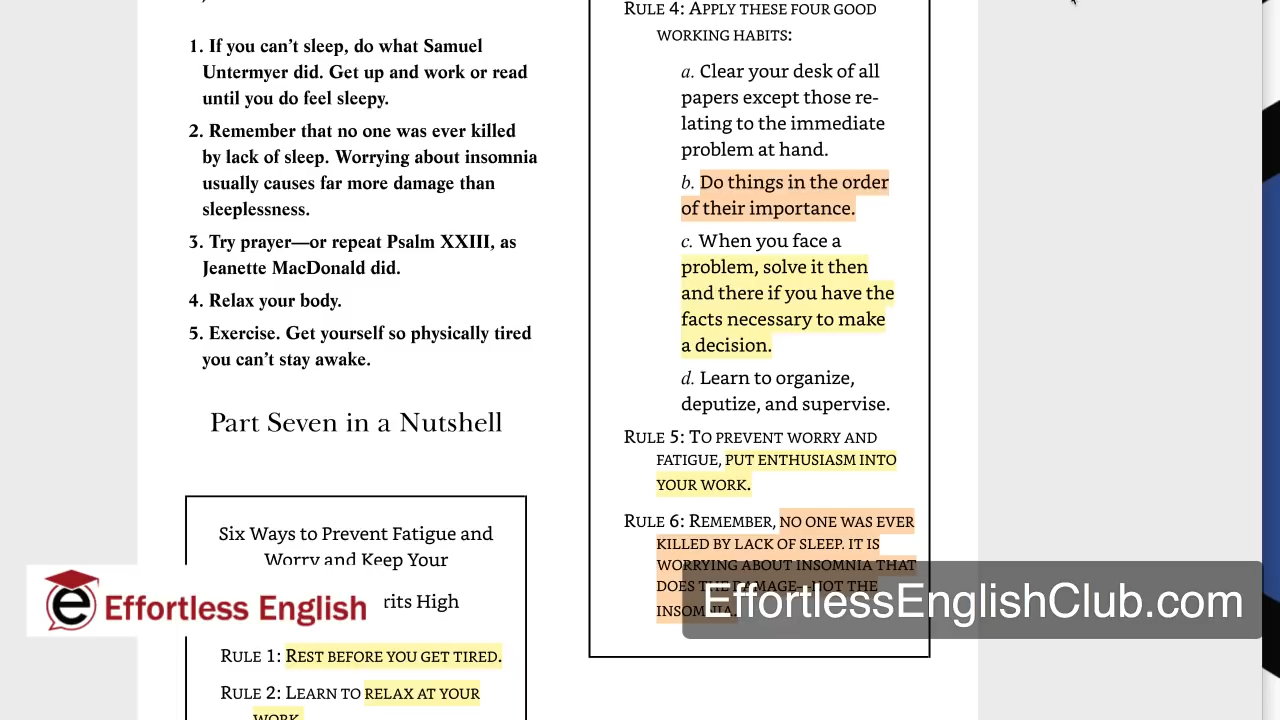 1. If you can’t sleep, do what Samuel
Untermyer did. Get up and work or read
until you do feel sleepy.
2. Remember that no one was ever killed
by lack of sleep. Worrying about insomnia
usually causes far more damage than
sleeplessness.
3. Try prayer—or repeat Psalm XXIII, as
Jeanette MacDonald did.
4. Relax your body.
5. Exercise. Get yourself so physically tired
you can’t stay awake.
Part Seven in a Nutshell
Six Ways to Prevent Fatigue and
Worry and Keep Your
rits High
RULE 1: REST BEFORE YOU GET TIRED.
RULE 2: LEARN TO RELAX AT YOUR
WORK.
RULE 4: APPLY THESE FOUR GOOD
WORKING HABITS:
a. Clear your desk of all
papers except those re-
lating to the immediate
problem at hand.
b. Do things in the order
of their importance.
c. When you face a
problem, solve it then
and there if you have the
facts necessary to make
a decision.
d. Learn to organize,
deputize, and supervise.
RULE 5: TO PREVENT WORRY AND
FATIGUE, PUT ENTHUSIASM INTO
YOUR WORK.
RULE 6: REMEMBER, NO ONE WAS EVER
KILLED BY LACK OF SLEEP. IT IS
WORRYING ABOUT INSOMNIA THAT
DOES THE DAMAGE—NOT THE
INSOMNIA.
e Effortless English
EffortlessEnglishClub.com